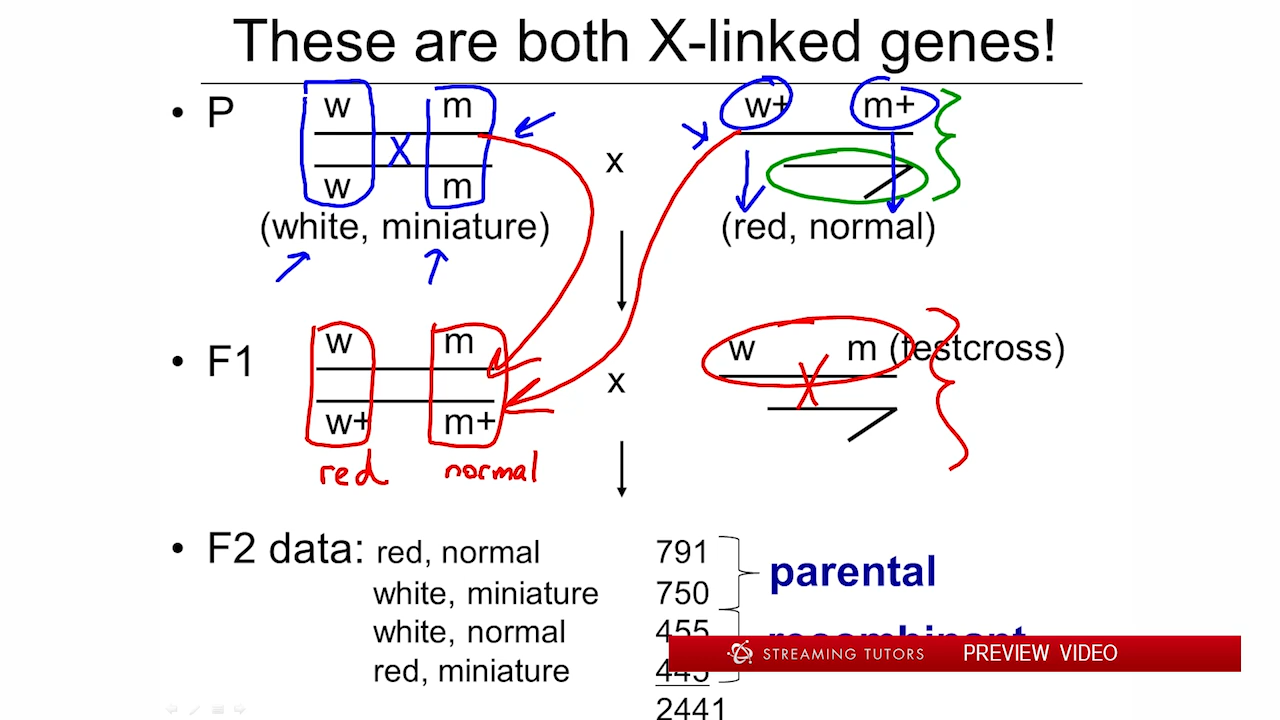 These are both X-linked genes!
• P
w m w+ m+
X
x
w m
(white, miniature) (red, normal)
• F1
w m w m (testcross)
x X
w+ m+
red normal
• F2 data: red, normal 791
white, miniature 750
parental
white, normal 455
red, miniature
2441
STREAMING TUTORS PREVIEW VIDEO